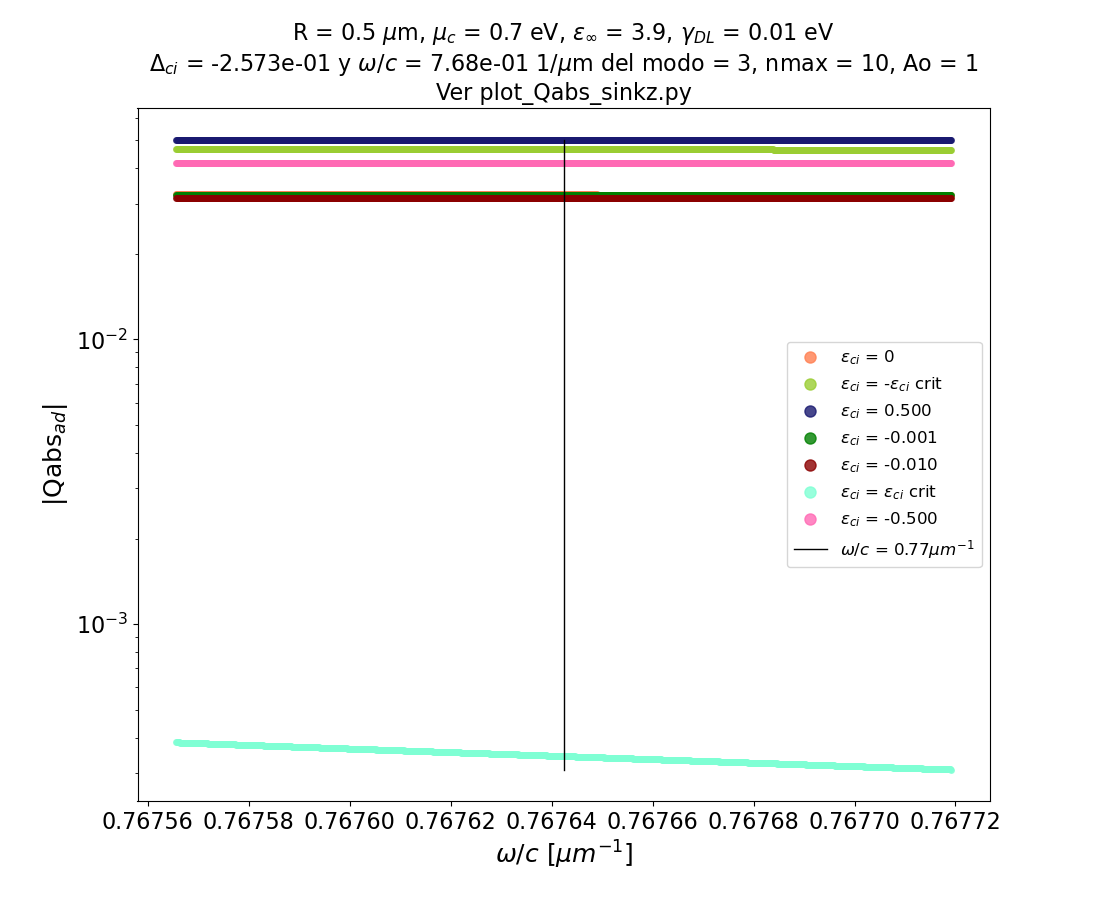 R = 0.5 μm, μ_c = 0.7 eV, ε_∞ = 3.9, γ_DL = 0.01 eV
Δ_ci = -2.573e-01 y ω/c = 7.68e-01 1/μm del modo = 3, nmax = 10, Ao = 1
Ver plot_Qabs_sinkz.py
|Qabs_ad|
10⁻²
10⁻³
ε_ci = 0
ε_ci = -ε_ci crit
ε_ci = 0.500
ε_ci = -0.001
ε_ci = -0.010
ε_ci = ε_ci crit
ε_ci = -0.500
ω/c = 0.77μm⁻¹
0.76756 0.76758 0.76760 0.76762 0.76764 0.76766 0.76768 0.76770 0.76772
ω/c [μm⁻¹]